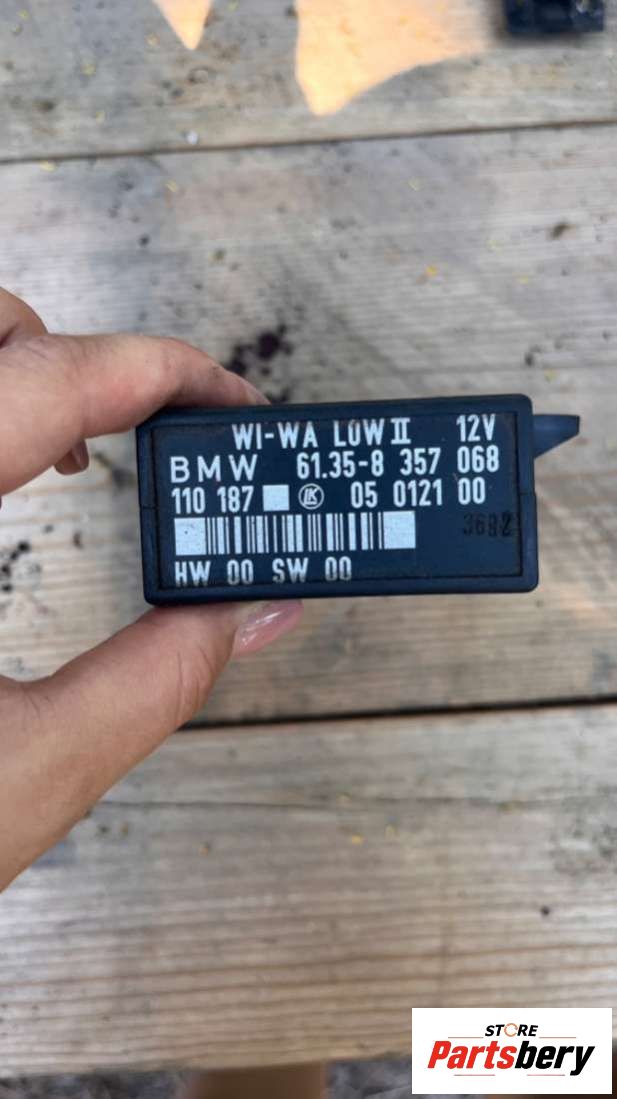 WI-WA LOW II 12V
BMW 61.35-8 357 068
110 187 LK 05 0121 00
3692
HW 00 SW 00
STORE
Partsbery